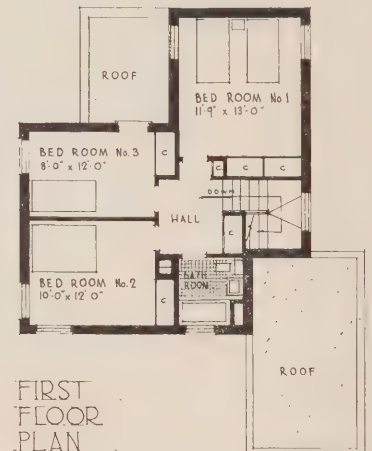 ROOF
BED ROOM No 1
11'-9" x 13'-0"
BED ROOM No. 3
8'-0" x 12'-0"
C
C
C
C
DOWN
HALL
C
BED ROOM No. 2
10'-0" x 12'-0"
C
BATH
ROOM
ROOF
FIRST
FLOOR
PLAN